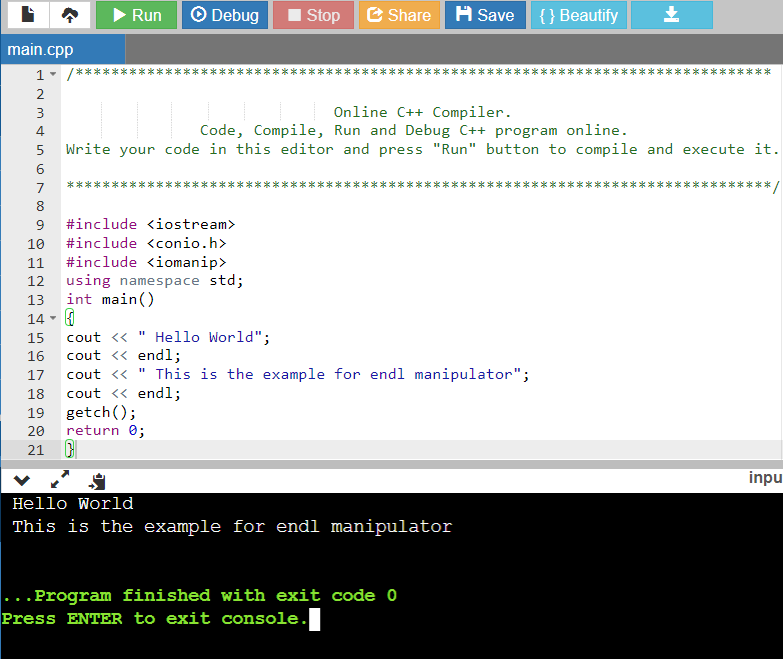 Run Debug Stop Share Save { } Beautify
main.cpp
1 /******************************************************************************
2
3 Online C++ Compiler.
4 Code, Compile, Run and Debug C++ program online.
5 Write your code in this editor and press "Run" button to compile and execute it.
6
7 *******************************************************************************/
8
9 #include <iostream>
10 #include <conio.h>
11 #include <iomanip>
12 using namespace std;
13 int main()
14 {
15 cout << " Hello World";
16 cout << endl;
17 cout << " This is the example for endl manipulator";
18 cout << endl;
19 getch();
20 return 0;
21 }
inpu
Hello World
This is the example for endl manipulator
...Program finished with exit code 0
Press ENTER to exit console.